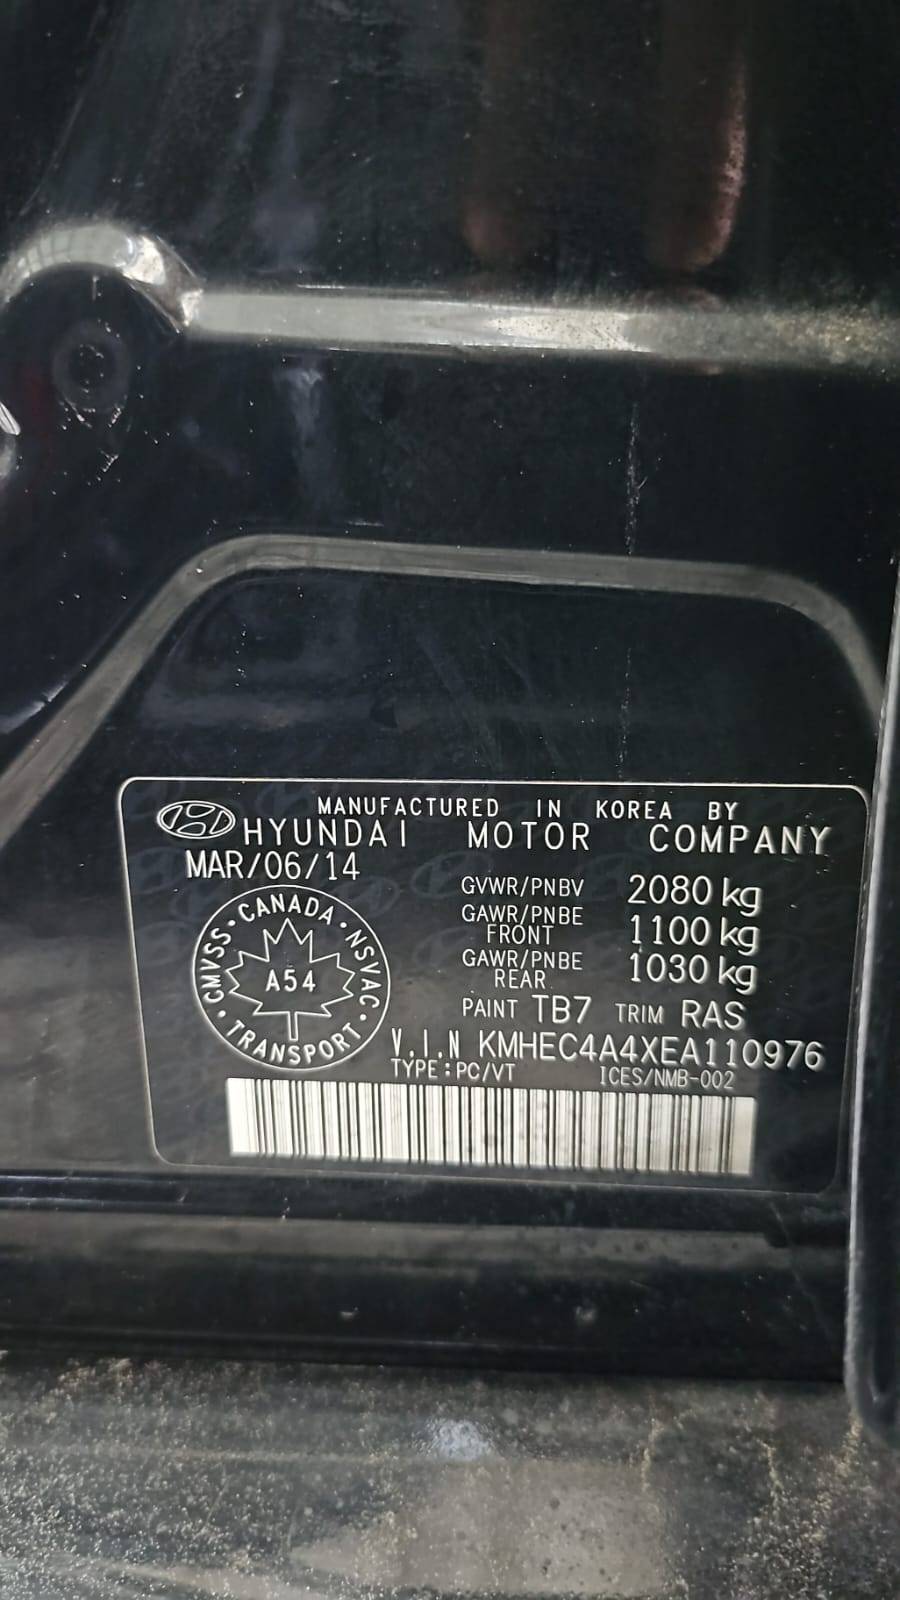 MANUFACTURED IN KOREA BY
HYUNDAI MOTOR COMPANY
MAR/06/14
GVWR/PNBV 2080 kg
GAWR/PNBE FRONT 1100 kg
GAWR/PNBE REAR 1030 kg
PAINT TB7 TRIM RAS
CANADA • NSVAC • TRANSPORT • CMVSS •
A54
V.I.N KMHEC4A4XEA110976
TYPE : PC/VT ICES/NMB-002